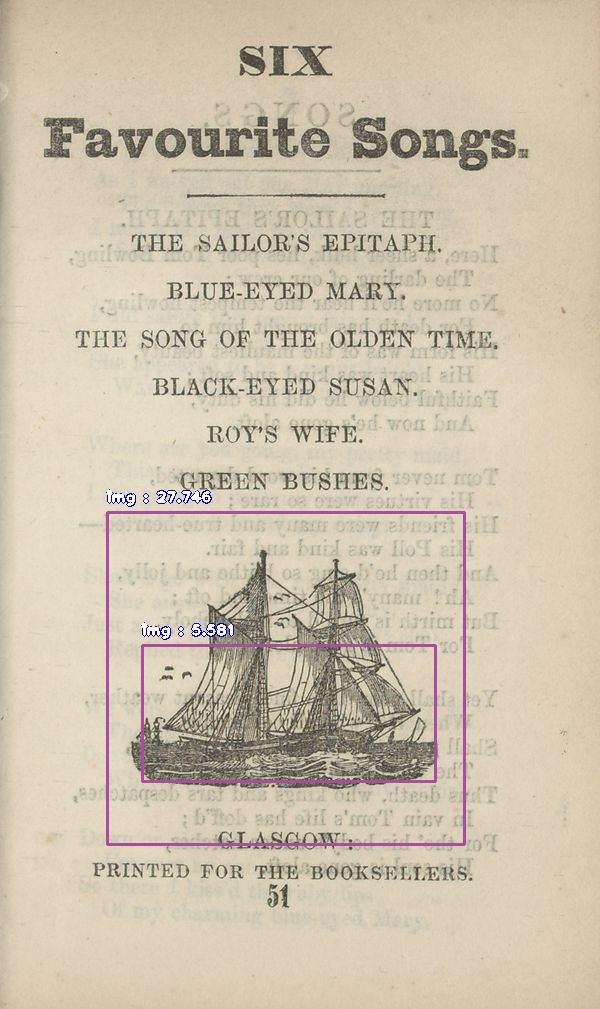 SIX
Favourite Songs.
THE SAILOR'S EPITAPH.
BLUE-EYED MARY.
THE SONG OF THE OLDEN TIME.
BLACK-EYED SUSAN.
ROY'S WIFE.
GREEN BUSHES.
img : 27.746
img : 5.581
GLASGOW:
PRINTED FOR THE BOOKSELLERS.
51